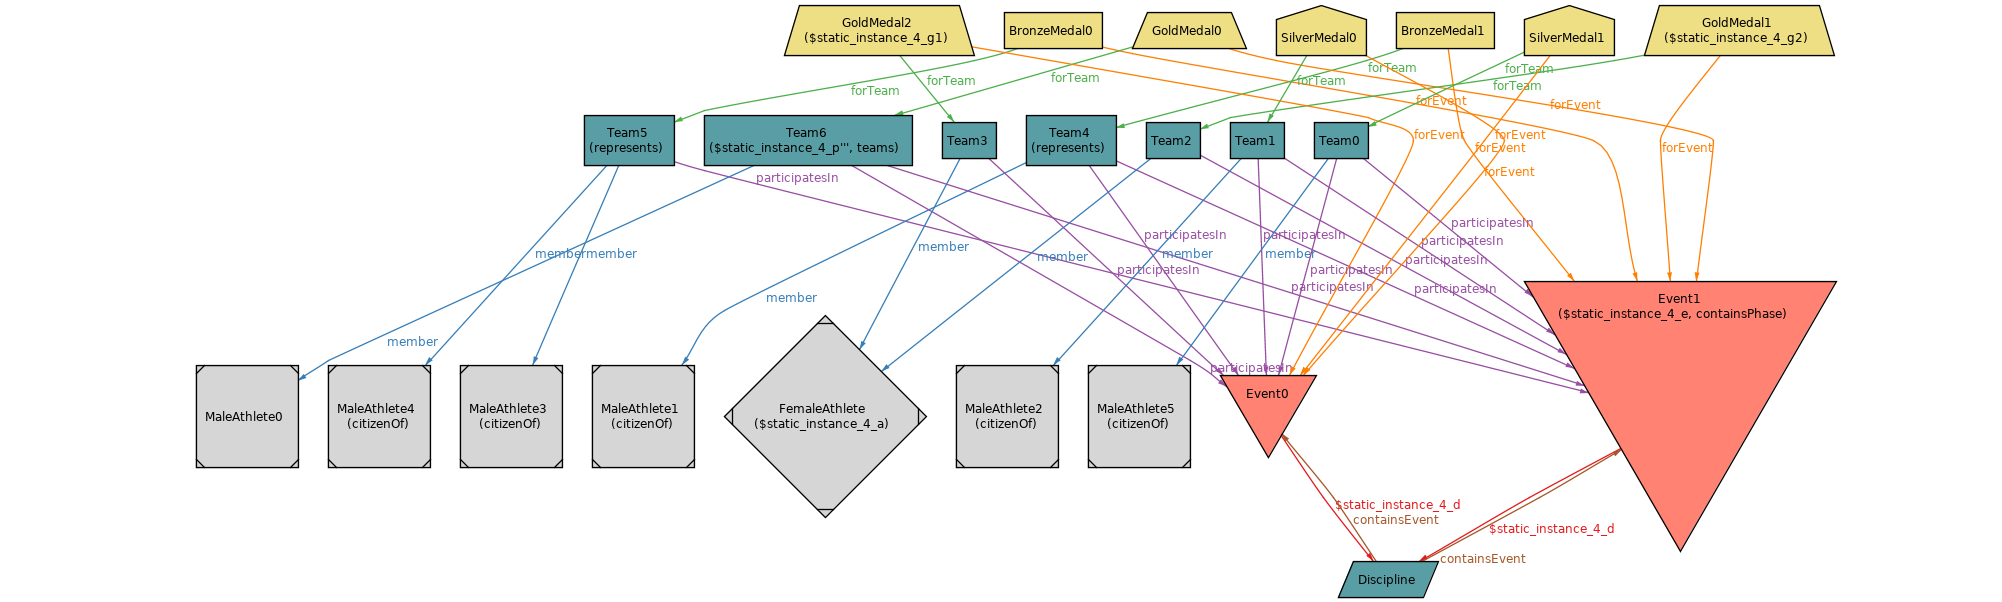 GoldMedal2
($static_instance_4_g1)
BronzeMedal0
GoldMedal0
SilverMedal0
BronzeMedal1
SilverMedal1
GoldMedal1
($static_instance_4_g2)
forTeam
forTeam
forTeam
forTeam
forTeam
forTeam
forTeam
forEvent
forEvent
forEvent
forEvent
forEvent
forEvent
forEvent
Team5
(represents)
Team6
($static_instance_4_p''', teams)
Team3
Team4
(represents)
Team2
Team1
Team0
participatesIn
participatesIn
participatesIn
participatesIn
participatesIn
participatesIn
participatesIn
participatesIn
participatesIn
participatesIn
participatesIn
member
member
member
member
member
member
member
member
Event1
($static_instance_4_e, containsPhase)
MaleAthlete0
MaleAthlete4
(citizenOf)
MaleAthlete3
(citizenOf)
MaleAthlete1
(citizenOf)
FemaleAthlete
($static_instance_4_a)
MaleAthlete2
(citizenOf)
MaleAthlete5
(citizenOf)
Event0
$static_instance_4_d
containsEvent
$static_instance_4_d
containsEvent
Discipline